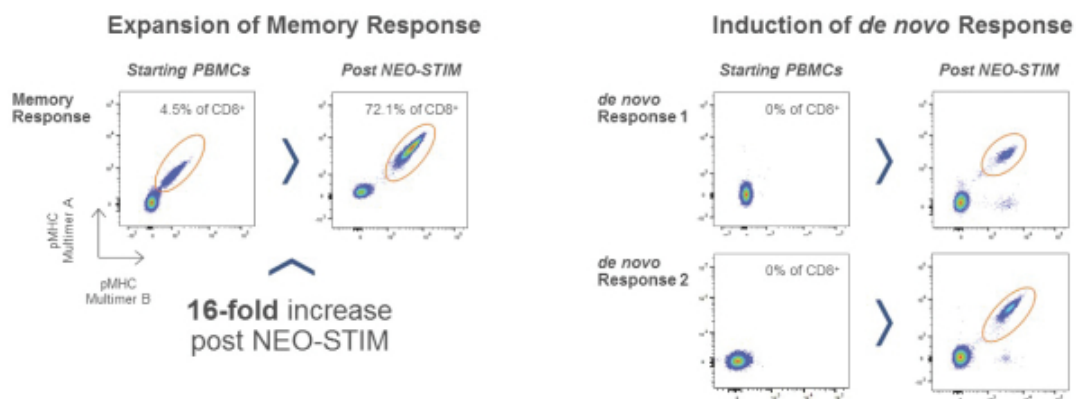 Expansion of Memory Response
Starting PBMCs
Post NEO-STIM
Memory
Response
4.5% of CD8+
72.1% of CD8+
pMHC
Multimer A
pMHC
Multimer B
16-fold increase
post NEO-STIM
Induction of de novo Response
Starting PBMCs
Post NEO-STIM
de novo
Response 1
0% of CD8+
de novo
Response 2
0% of CD8+